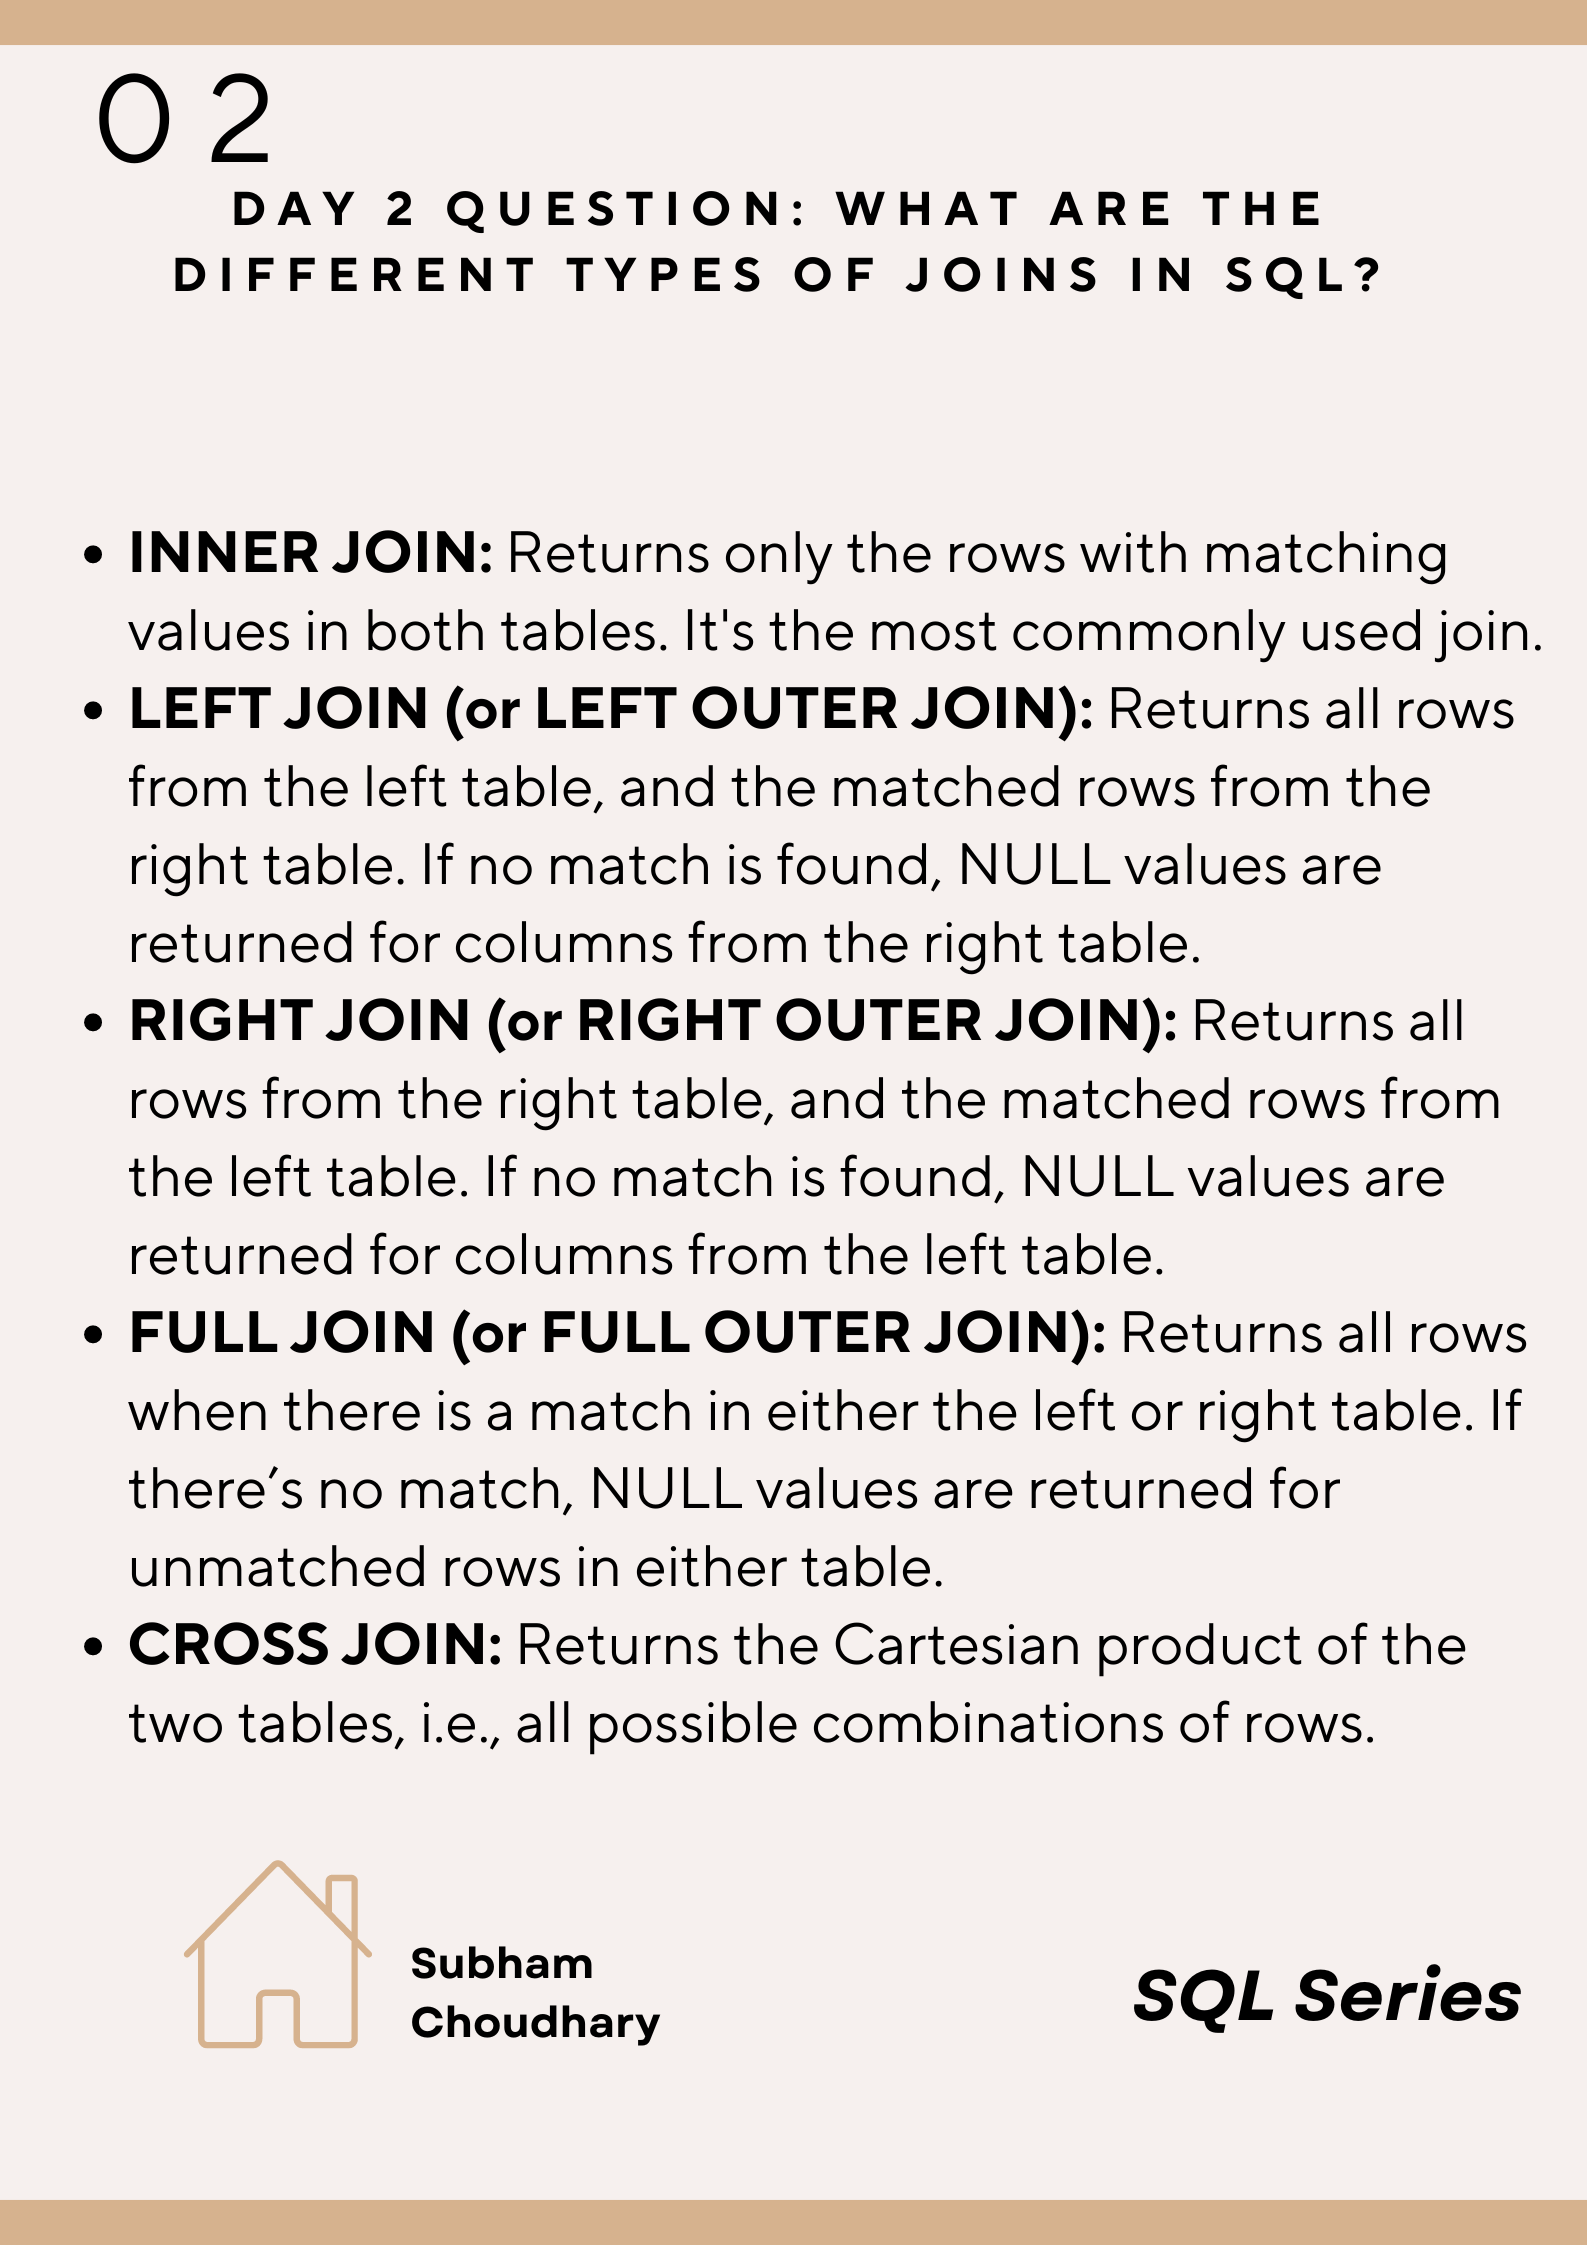 02
DAY 2 QUESTION: WHAT ARE THE
DIFFERENT TYPES OF JOINS IN SQL?
• INNER JOIN: Returns only the rows with matching
values in both tables. It's the most commonly used join.
• LEFT JOIN (or LEFT OUTER JOIN): Returns all rows
from the left table, and the matched rows from the
right table. If no match is found, NULL values are
returned for columns from the right table.
• RIGHT JOIN (or RIGHT OUTER JOIN): Returns all
rows from the right table, and the matched rows from
the left table. If no match is found, NULL values are
returned for columns from the left table.
• FULL JOIN (or FULL OUTER JOIN): Returns all rows
when there is a match in either the left or right table. If
there’s no match, NULL values are returned for
unmatched rows in either table.
• CROSS JOIN: Returns the Cartesian product of the
two tables, i.e., all possible combinations of rows.
Subham
Choudhary
SQL Series